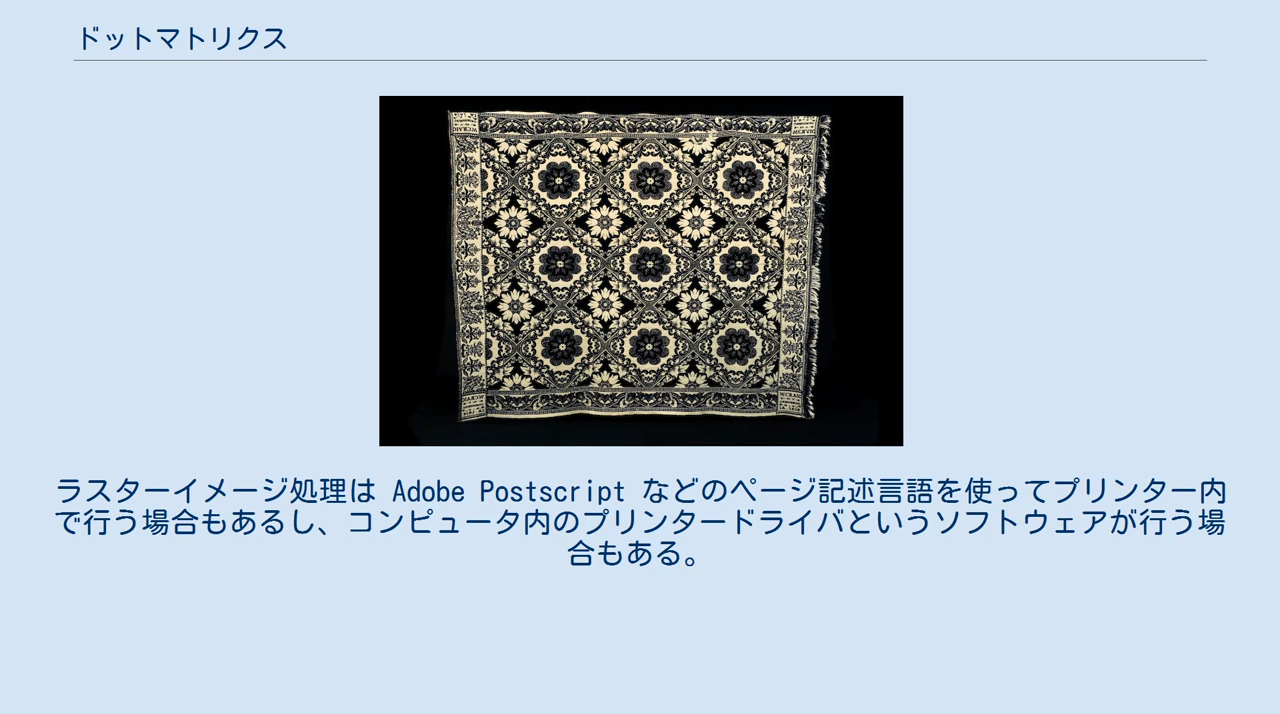 ドットマトリクス
ラスターイメージ処理は Adobe Postscript などのページ記述言語を使ってプリンター内
で行う場合もあるし、コンピュータ内のプリンタードライバというソフトウェアが行う場
合もある。